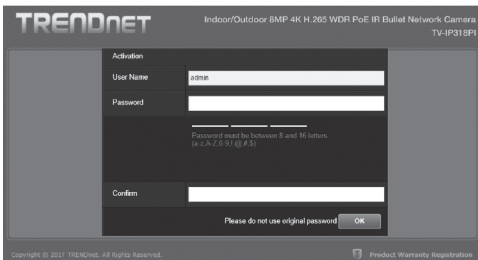 TRENDNET
Indoor/Outdoor 8MP 4K H.265 WDR PoE IR Bullet Network Camera
TV-IP318PI
Activation
User Name
admin
Password
Password must be between 8 and 16 letters
(a-z,A-Z,0-9,!,@,#,$)
Confirm
Please do not use original password
OK
Copyright © 2017 TRENDnet. All Rights Reserved.
Product Warranty Registration